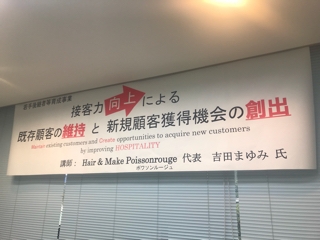 接客力向上による
既存顧客の維持 と 新規顧客獲得機会の創出
Maintain existing customers and Create opportunities to acquire new customers
by improving HOSPITALITY
講師： Hair & Make Poissonrouge 代表 吉田まゆみ 氏
ポワソンルージュ